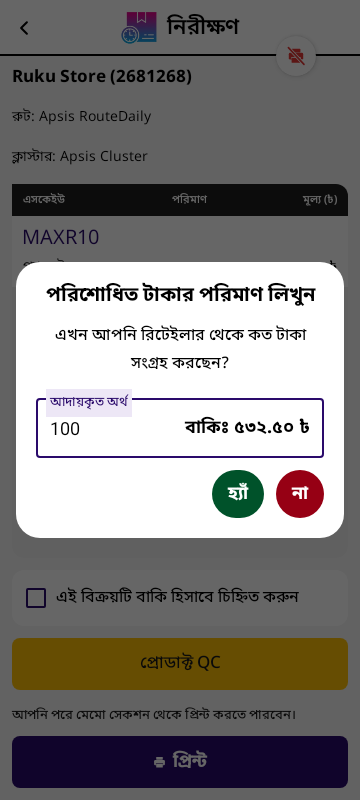 নিরীক্ষণ
Ruku Store (2681268)
রুট: Apsis RouteDaily
ক্লাস্টার: Apsis Cluster
এসকেইউ পরিমাণ মূল্য (৳)
MAXR10
পরিশোধিত টাকার পরিমাণ লিখুন
এখন আপনি রিটেইলার থেকে কত টাকা
সংগ্রহ করছেন?
আদায়কৃত অর্থ
100 বাকিঃ ৫৩২.৫০ ৳
হ্যাঁ না
এই বিক্রয়টি বাকি হিসাবে চিহ্নিত করুন
প্রোডাক্ট QC
আপনি পরে মেমো সেকশন থেকে প্রিন্ট করতে পারবেন।
প্রিন্ট